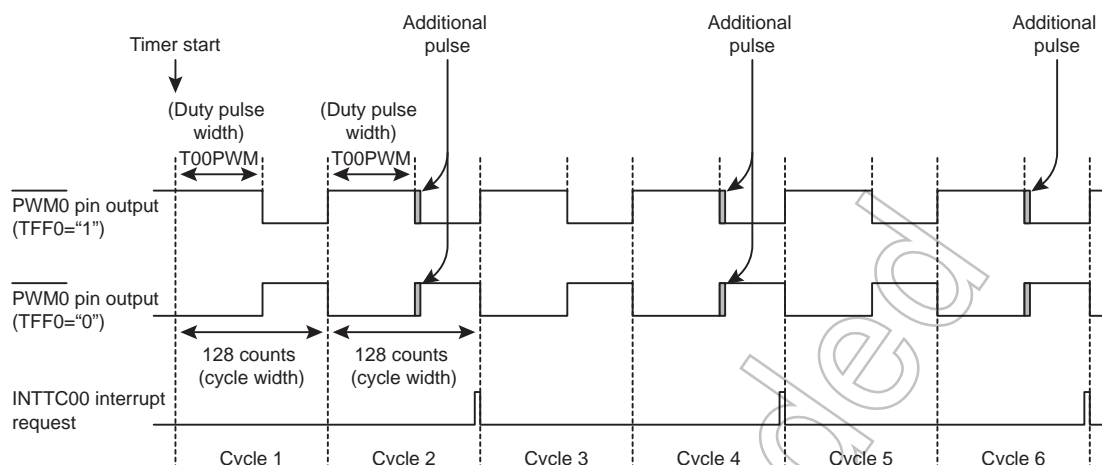 Additional
pulse
Additional
pulse
Additional
pulse
Timer start
(Duty pulse
width)
T00PWM
(Duty pulse
width)
T00PWM
PWM0 pin output
(TFF0=“1”)
PWM0 pin output
(TFF0=“0”)
128 counts
(cycle width)
128 counts
(cycle width)
INTTC00 interrupt
request
Cycle 1 Cycle 2 Cycle 3 Cycle 4 Cycle 5 Cycle 6
ded